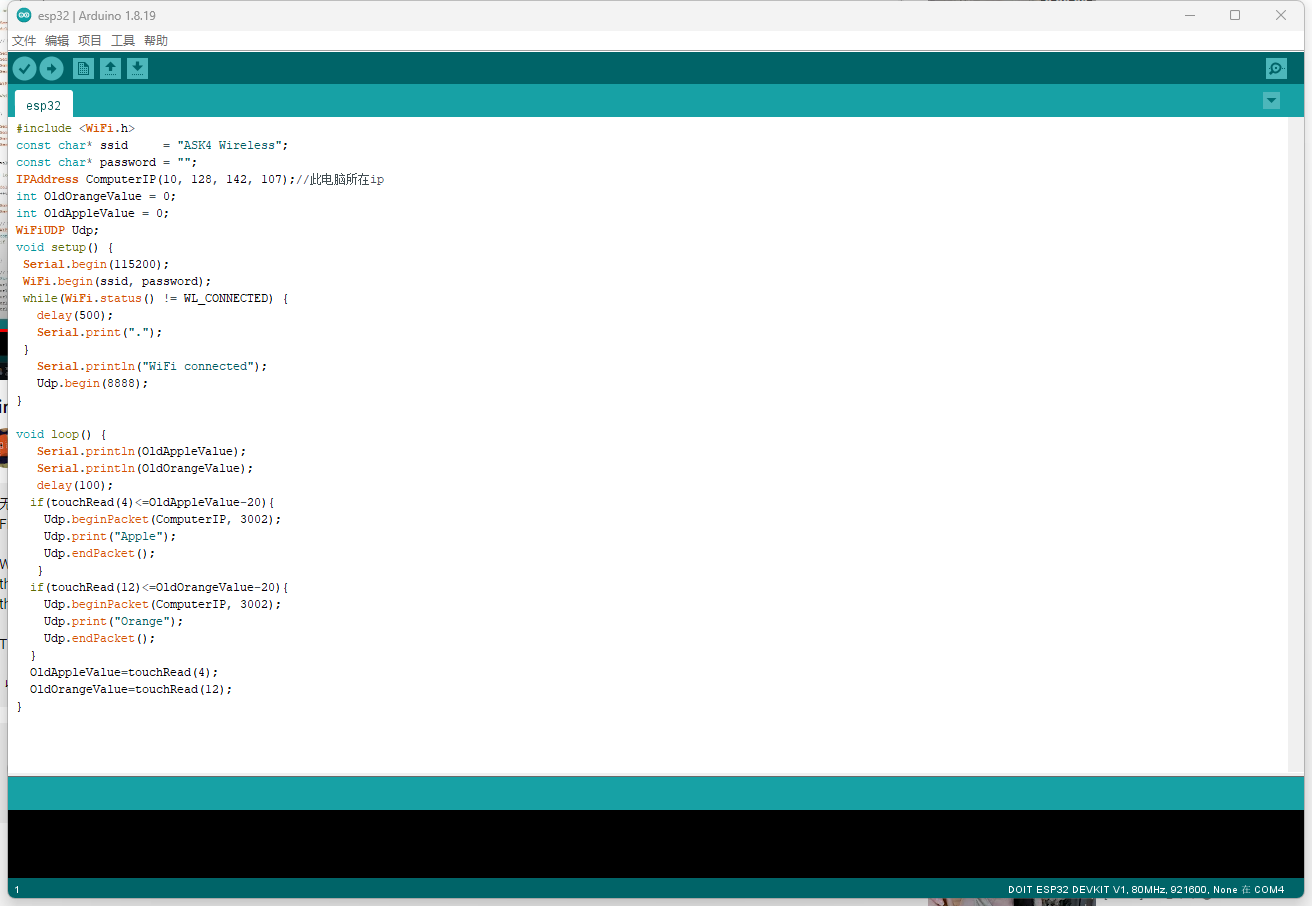 esp32 | Arduino 1.8.19
文件 编辑 项目 工具 帮助
esp32
#include <WiFi.h>
const char* ssid     = "ASK4 Wireless";
const char* password = "";
IPAddress ComputerIP(10, 128, 142, 107);//此电脑所在ip
int OldOrangeValue = 0;
int OldAppleValue = 0;
WiFiUDP Udp;
void setup() {
 Serial.begin(115200);
 WiFi.begin(ssid, password);
 while(WiFi.status() != WL_CONNECTED) {
   delay(500);
   Serial.print(".");
 }
   Serial.println("WiFi connected");
   Udp.begin(8888);
}
void loop() {
   Serial.println(OldAppleValue);
   Serial.println(OldOrangeValue);
   delay(100);
  if(touchRead(4)<=OldAppleValue-20){
    Udp.beginPacket(ComputerIP, 3002);
    Udp.print("Apple");
    Udp.endPacket();
   }
  if(touchRead(12)<=OldOrangeValue-20){
    Udp.beginPacket(ComputerIP, 3002);
    Udp.print("Orange");
    Udp.endPacket();
  }
  OldAppleValue=touchRead(4);
  OldOrangeValue=touchRead(12);
}
1 DOIT ESP32 DEVKIT V1, 80MHz, 921600, None 在 COM4